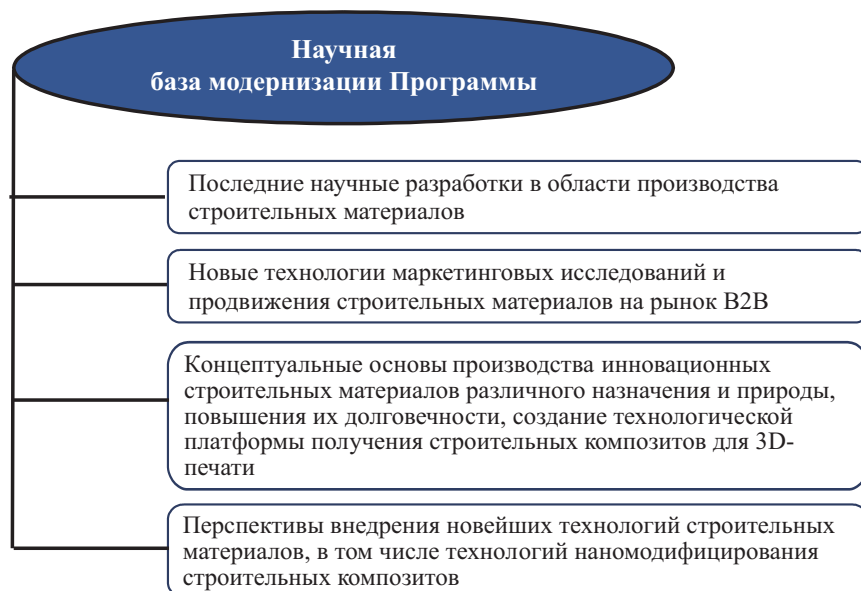 Научная
база модернизации Программы
Последние научные разработки в области производства
строительных материалов
Новые технологии маркетинговых исследований и
продвижения строительных материалов на рынок B2B
Концептуальные основы производства инновационных
строительных материалов различного назначения и природы,
повышения их долговечности, создание технологической
платформы получения строительных композитов для 3D-
печати
Перспективы внедрения новейших технологий строительных
материалов, в том числе технологий наномодифицирования
строительных композитов